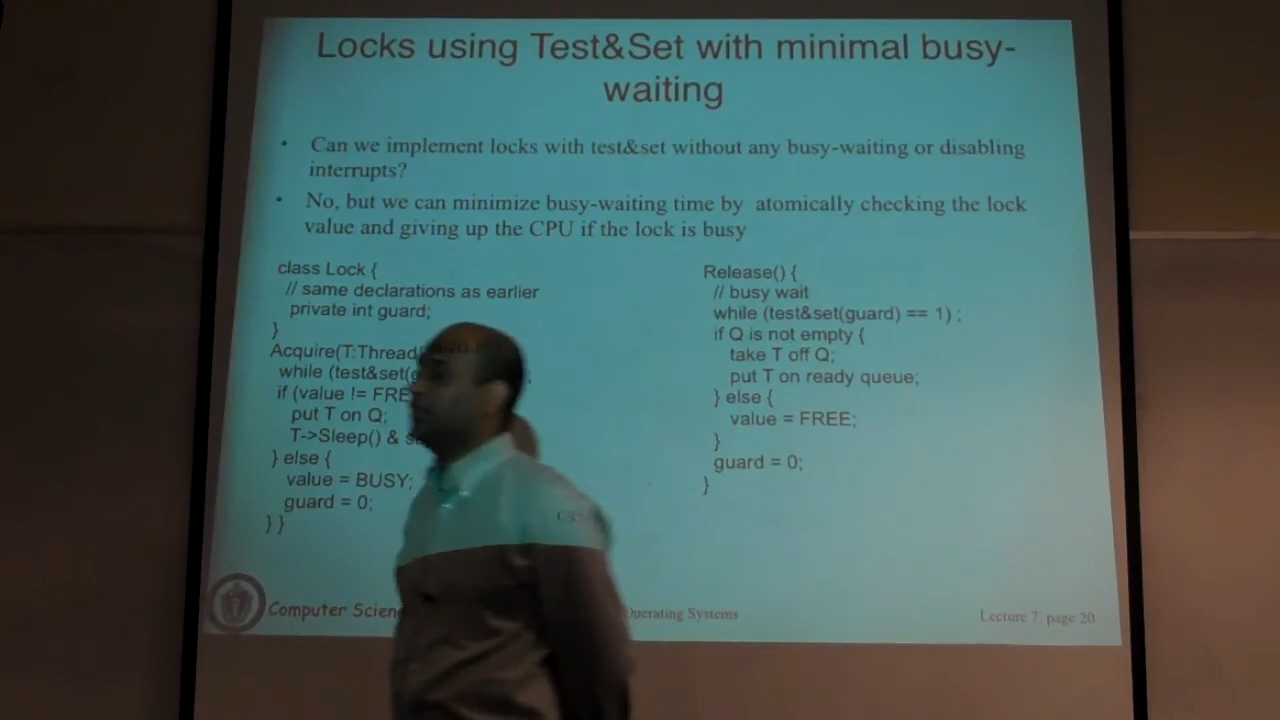 Locks using Test&Set with minimal busy-
waiting
• Can we implement locks with test&set without any busy-waiting or disabling
interrupts?
• No, but we can minimize busy-waiting time by atomically checking the lock
value and giving up the CPU if the lock is busy
class Lock {
// same declarations as earlier
private int guard;
}
Acquire(T:Thread
while (test&set(
if (value != FRE
put T on Q;
T->Sleep() &
} else {
value = BUSY;
guard = 0;
} }
Release() {
// busy wait
while (test&set(guard) == 1) ;
if Q is not empty {
take T off Q;
put T on ready queue;
} else {
value = FREE;
}
guard = 0;
}
Computer Scien
perating Systems
Lecture 7, page 20